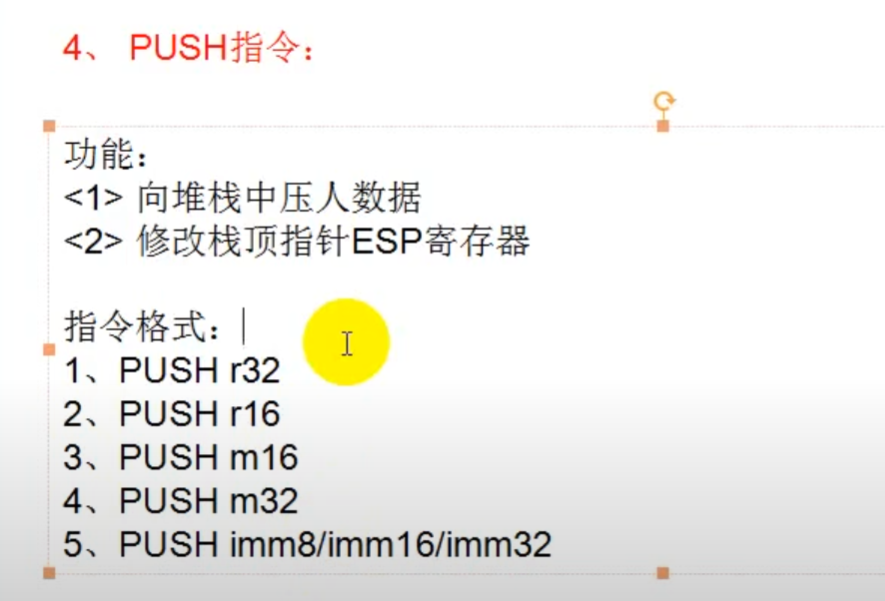 4、 PUSH指令：
功能：
<1> 向堆栈中压人数据
<2> 修改栈顶指针ESP寄存器
指令格式：
1、PUSH r32
2、PUSH r16
3、PUSH m16
4、PUSH m32
5、PUSH imm8/imm16/imm32